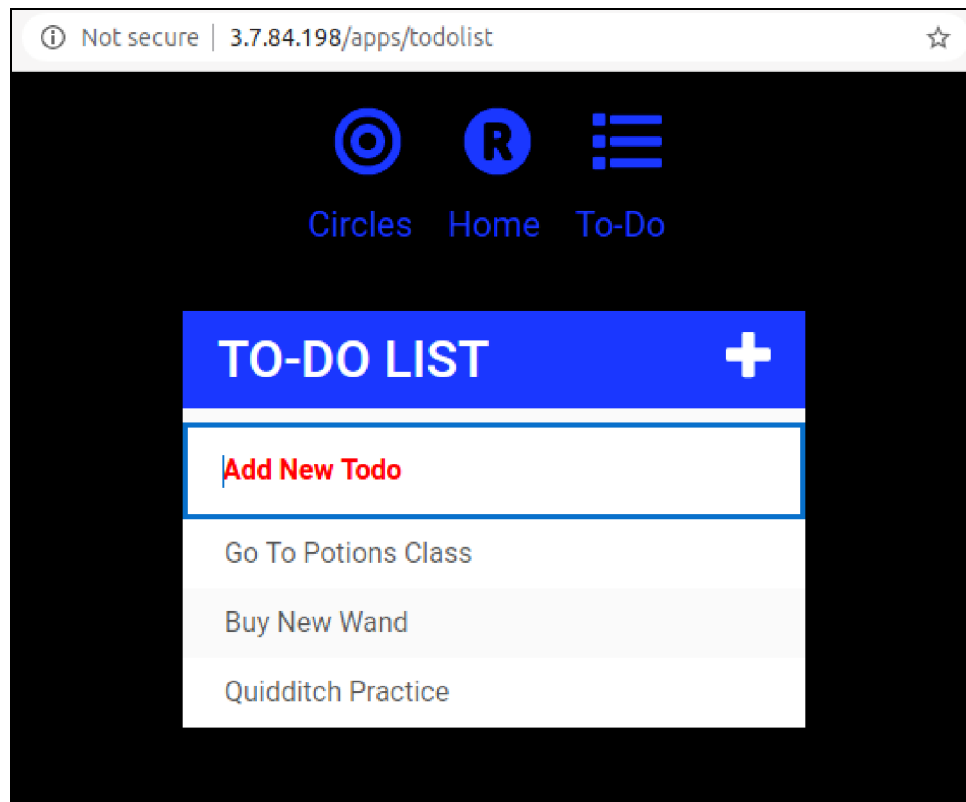 Not secure | 3.7.84.198/apps/todolist
R
Circles Home To-Do
TO-DO LIST
Add New Todo
Go To Potions Class
Buy New Wand
Quidditch Practice